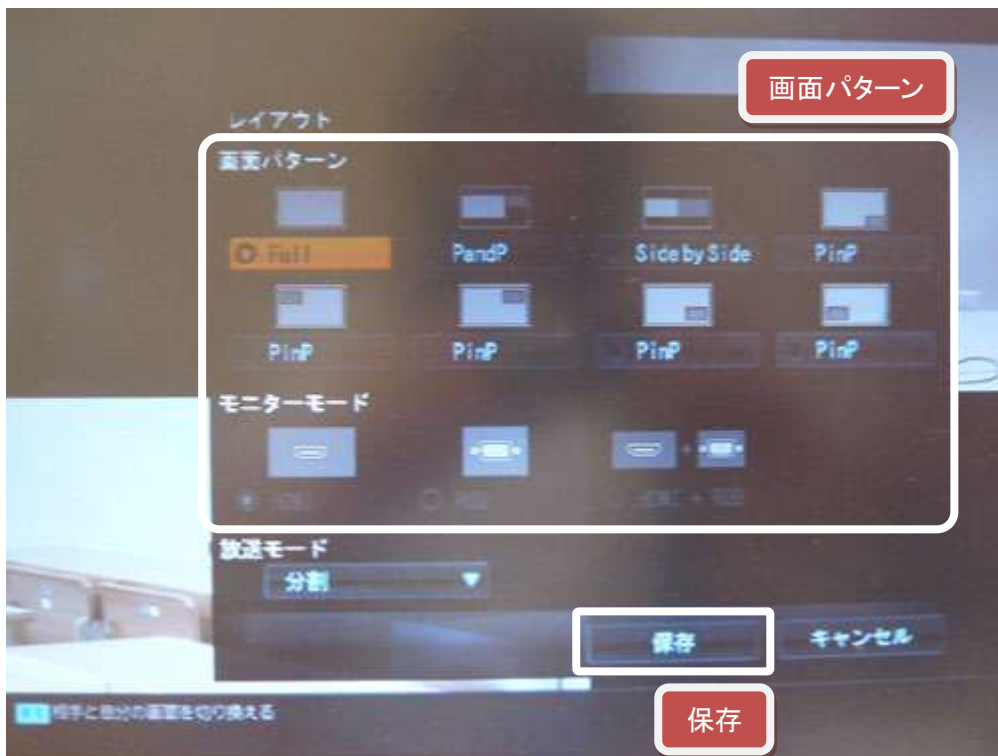 画面パターン
レイアウト
画面パターン
Full
PandP
Side by Side
PinP
PinP
PinP
PinP
PinP
モニターモード
放送モード
分割
保存
キャンセル
相手と自分の画面を切り換える
保存